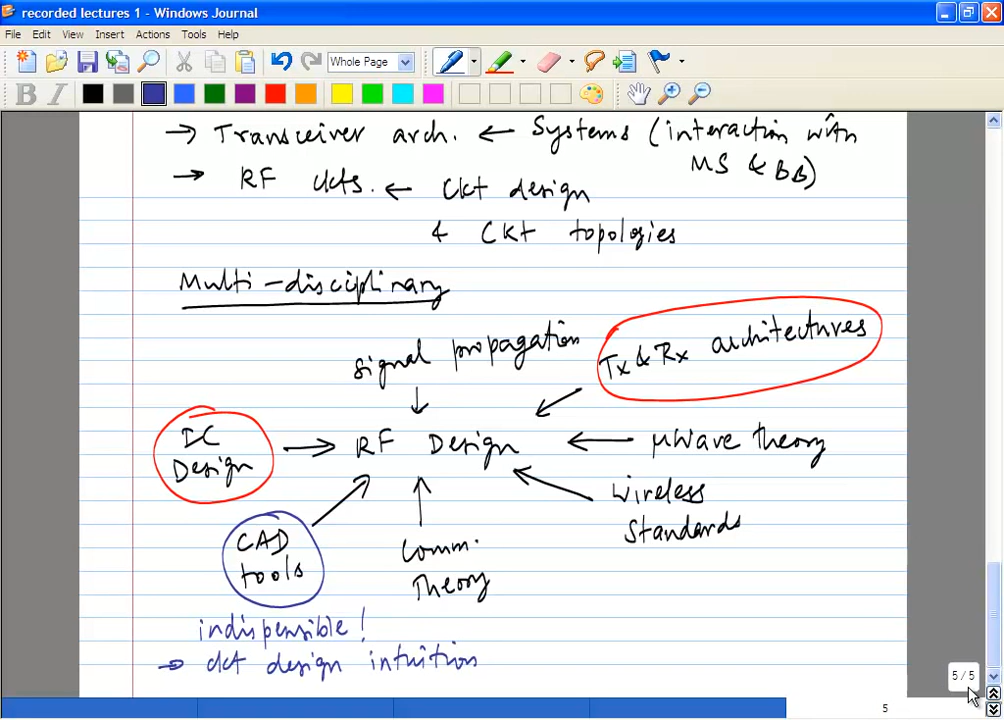 recorded lectures 1 - Windows Journal
File Edit View Insert Actions Tools Help
Whole Page
B I
→ Transceiver arch. ← Systems (interaction with
MS & BB)
→ RF ckts. ← Ckt design
& CKt topologies
Multi-disciplinary
signal propagation
Tx & Rx architectures
IC
Design
→ RF Design ←
μWave theory
Wireless
Standards
CAD
tools
Comm.
Theory
indispensible!
→ ckt design intuition
5 / 5
5